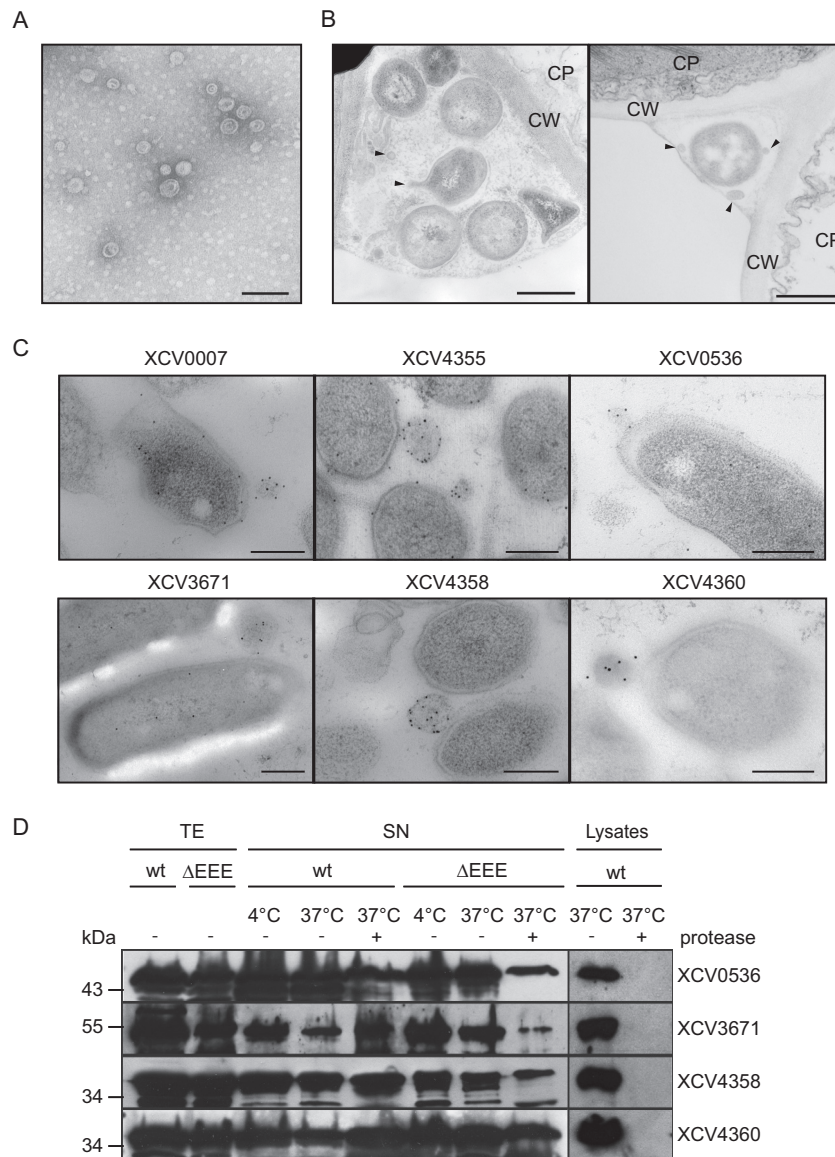 A
B
CP
CW
CP
CW
CW
C
XCV0007
XCV4355
XCV0536
XCV3671
XCV4358
XCV4360
D
TE
SN
Lysates
wt
ΔEEE
wt
ΔEEE
wt
4°C 37°C 37°C 4°C 37°C 37°C 37°C 37°C
kDa - - - - + - - + - + protease
43
XCV0536
55
XCV3671
34
XCV4358
34
XCV4360